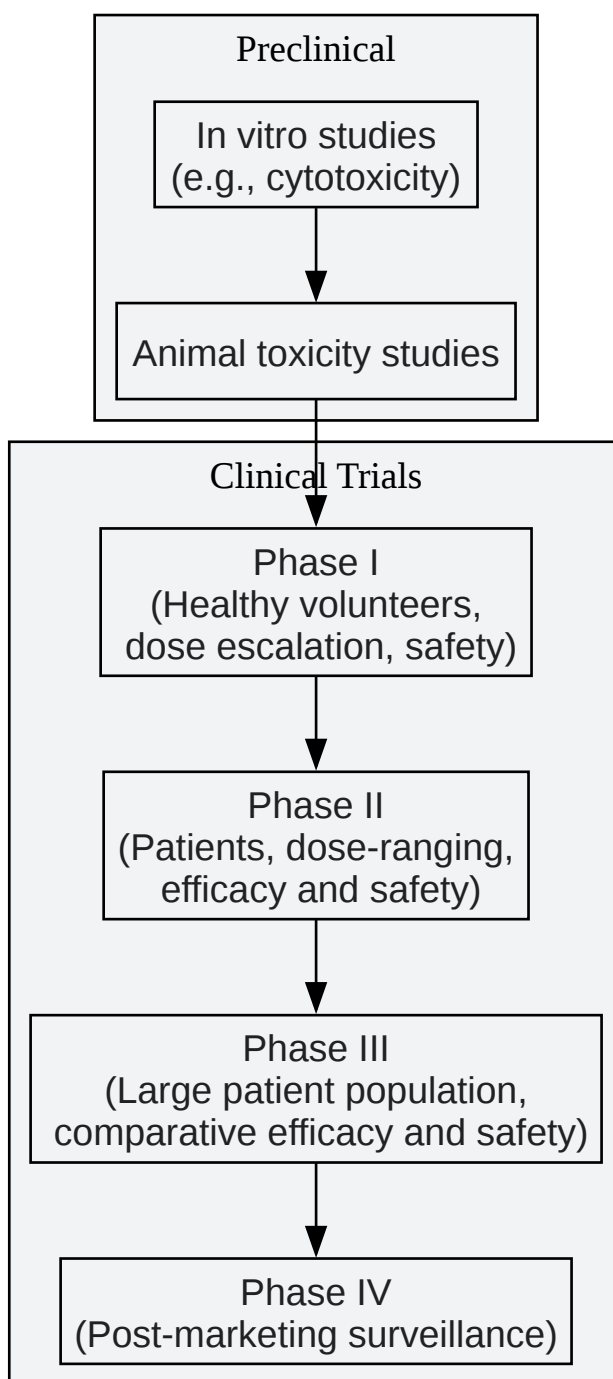 Preclinical
In vitro studies
(e.g., cytotoxicity)
Animal toxicity studies
Clinical Trials
Phase I
(Healthy volunteers,
dose escalation, safety)
Phase II
(Patients, dose-ranging,
efficacy and safety)
Phase III
(Large patient population,
comparative efficacy and safety)
Phase IV
(Post-marketing surveillance)